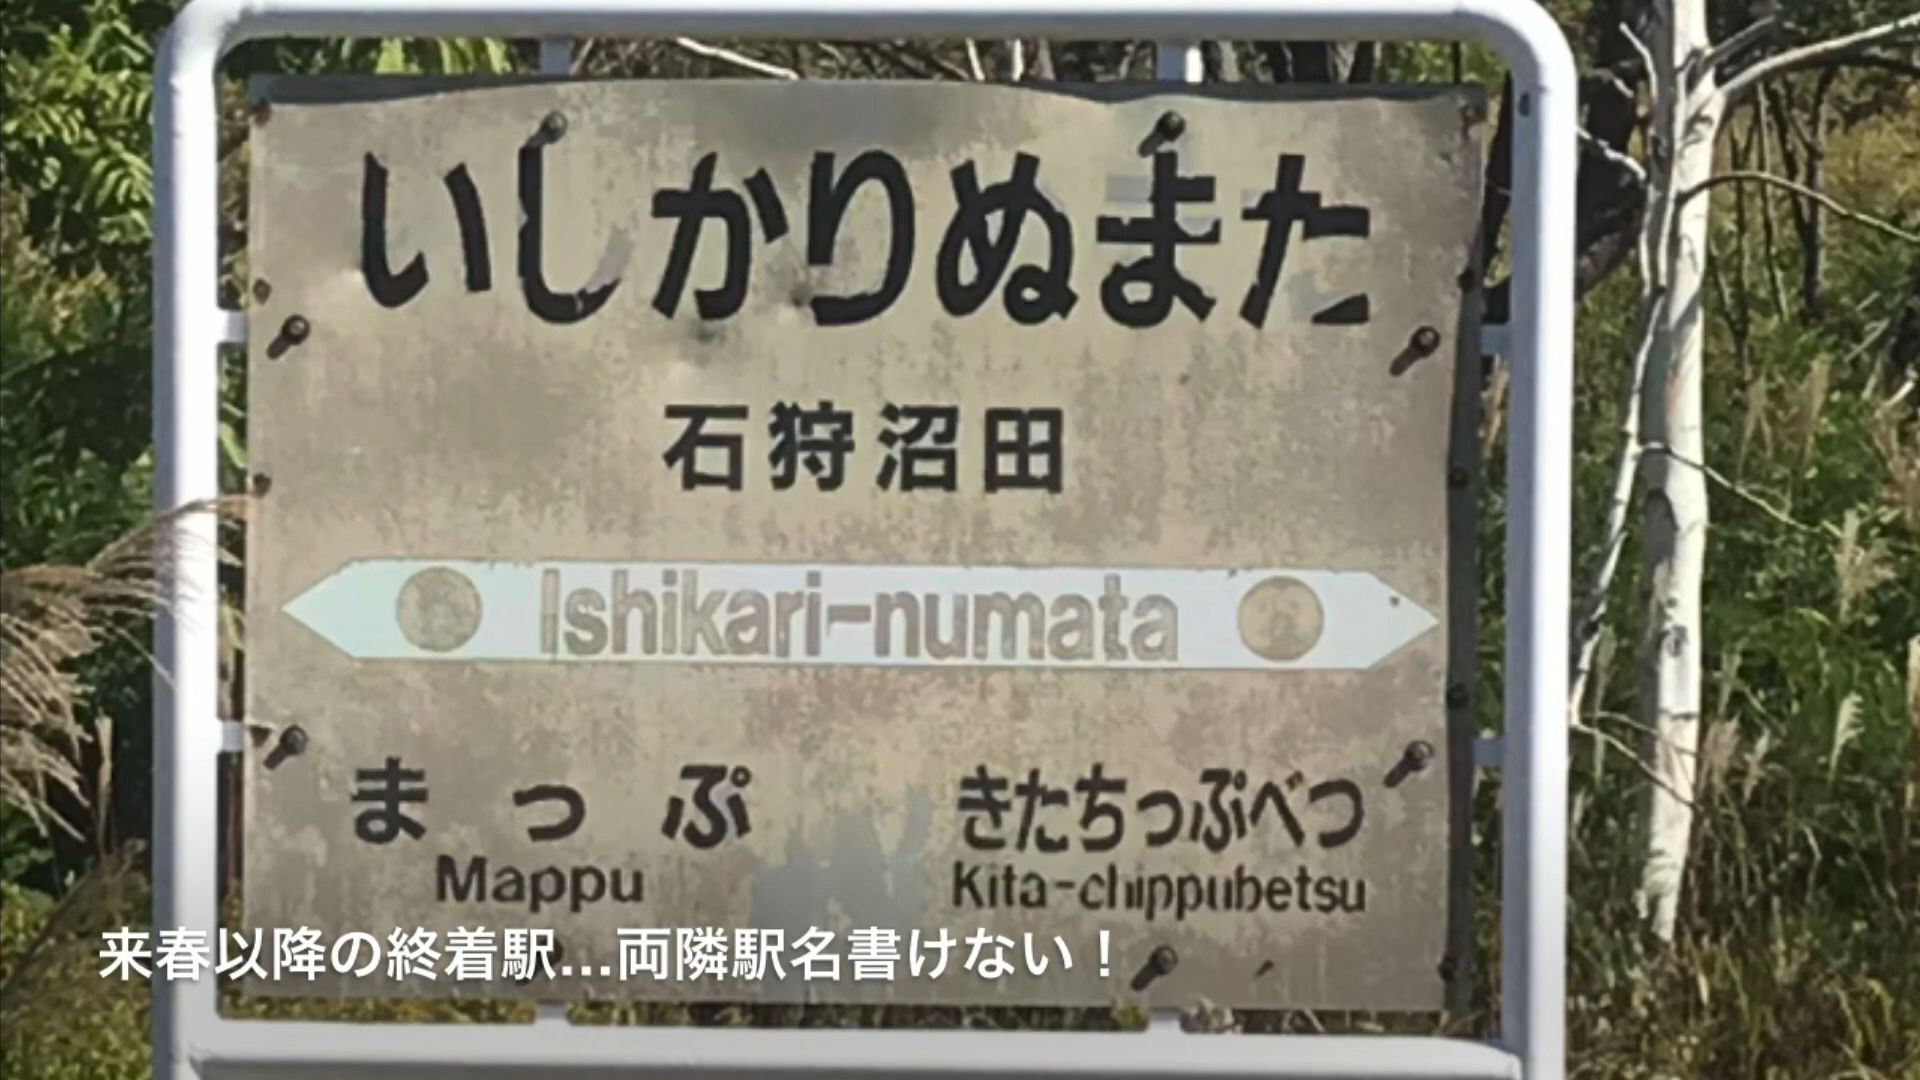 いしかりぬまた
石狩沼田
Ishikari-numata
まっぷ きたちっぷべつ
Mappu Kita-chippubetsu
来春以降の終着駅...両隣駅名書けない！